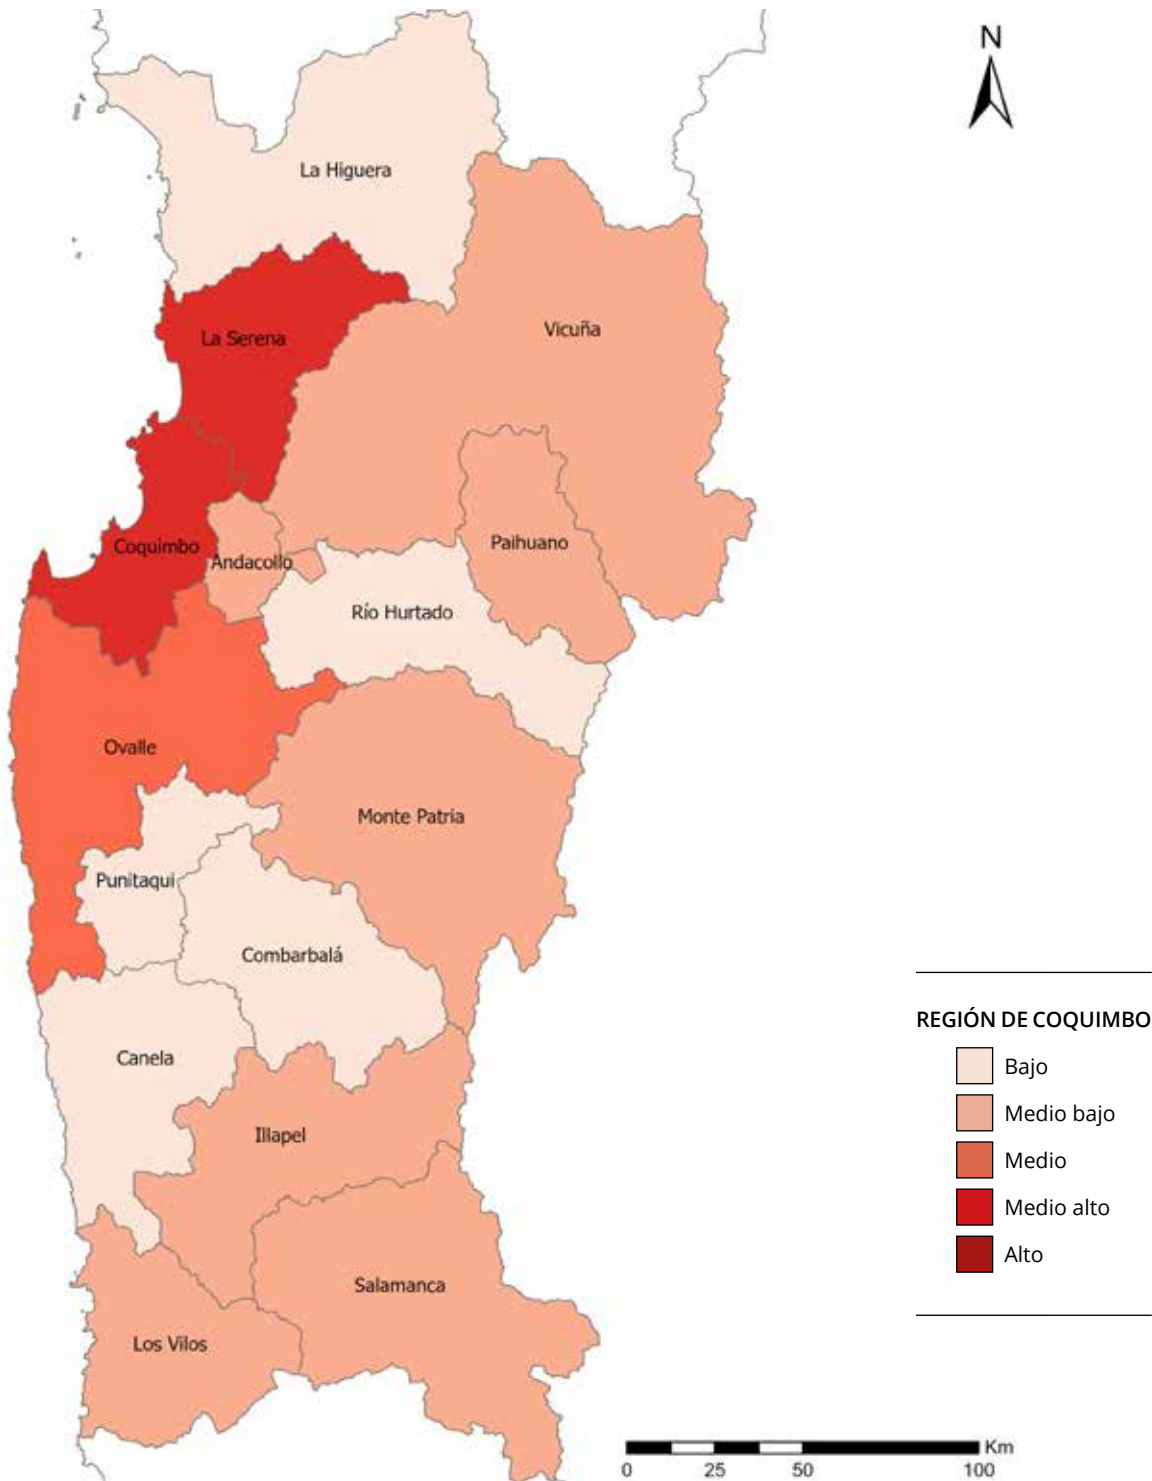 N
La Higuera
Vicuña
La Serena
Paihuano
Coquimbo
Andacollo
Río Hurtado
Ovalle
Monte Patria
Punitaqui
Combarbalá
REGIÓN DE COQUIMBO
Canela
Bajo
Medio bajo
Illapel
Medio
Medio alto
Alto
Salamanca
Los Vilos
Km
0 25 50 100